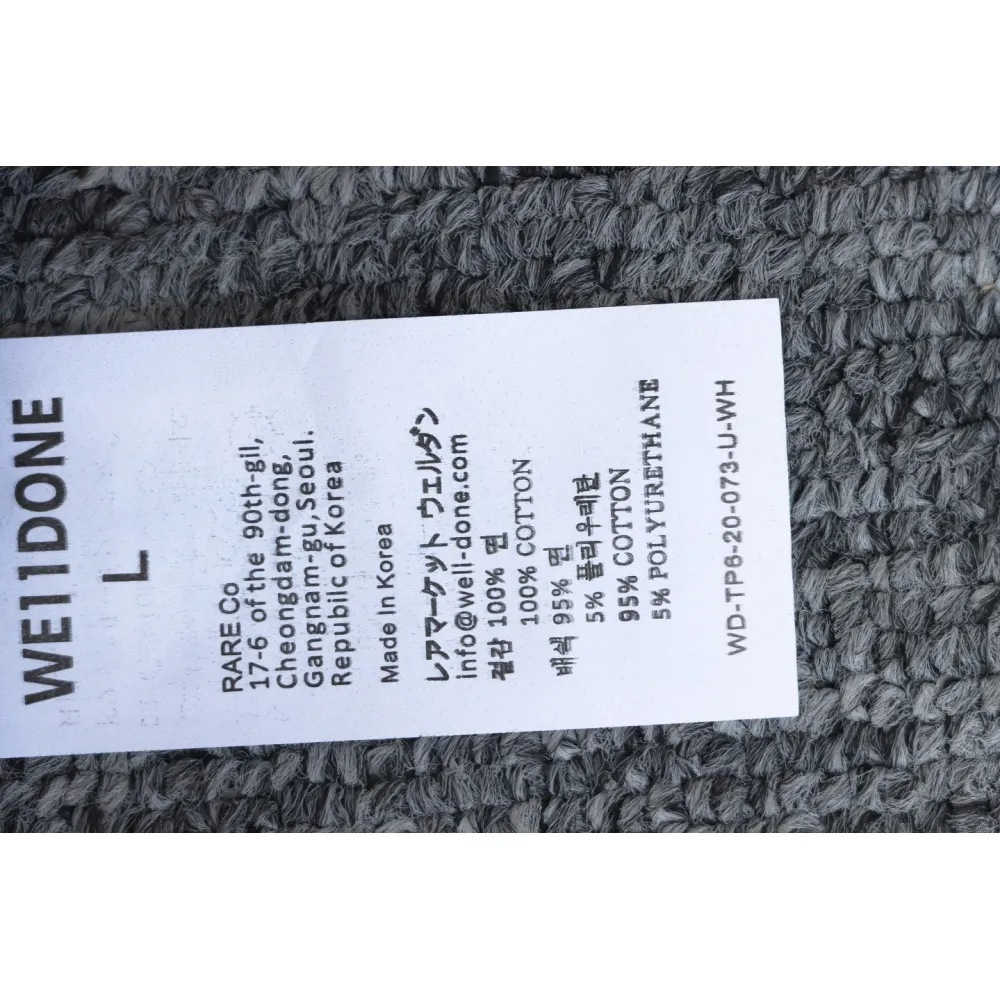 WE11DONE
L
RARE.Co
17-6 of the 90th-gil,
Cheongdam-dong,
Gangnam-gu,Seoul.
Repubilc of Korea
Made In Korea
レアマーケット ウェルダン
info@well-done.com
겉감 100% 면
100% COTTON
배색 95% 면
5% 폴리우레탄
95% COTTON
5% POLYURETHANE
WD-TP6-20-073-U-WH